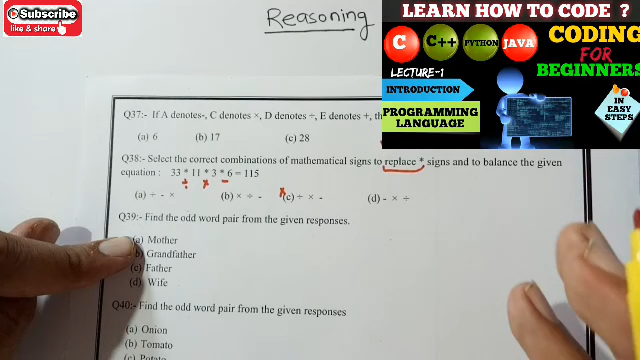 Subscribe
like & share
Reasoning
LEARN HOW TO CODE ?
C
C++
PYTHON
JAVA
CODING
FOR
BEGINNERS
LECTURE-1
INTRODUCTION
PROGRAMMING
LANGUAGE
IN
EASY
STEPS
Q37:- If A denotes-, C denotes ×, D denotes ÷, E denotes +, th
(a) 6 (b) 17 (c) 28
Q38:- Select the correct combinations of mathematical signs to replace * signs and to balance the given
equation : 33 * 11 * 3 * 6 = 115
÷ × -
(a) ÷ - × (b) × ÷ - (c) ÷ × - (d) - × ÷
Q39:- Find the odd word pair from the given responses.
(a) Mother
b) Grandfather
(c) Father
(d) Wife
Q40:- Find the odd word pair from the given responses
(a) Onion
(b) Tomato
(c) Potato